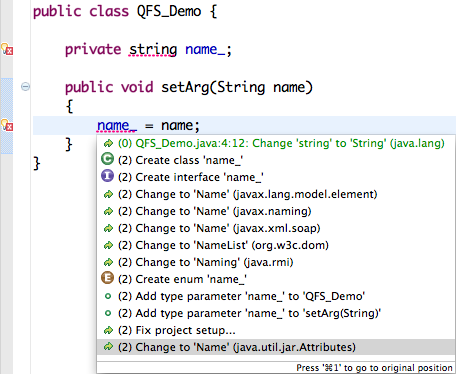 public class QFS_Demo {
private string name_;
public void setArg(String name)
{
name_ = name;
}
}
(0) QFS_Demo.java:4:12: Change 'string' to 'String' (java.lang)
(2) Create class 'name_'
(2) Create interface 'name_'
(2) Change to 'Name' (javax.lang.model.element)
(2) Change to 'Name' (javax.naming)
(2) Change to 'Name' (javax.xml.soap)
(2) Change to 'NameList' (org.w3c.dom)
(2) Change to 'Naming' (java.rmi)
(2) Create enum 'name_'
(2) Add type parameter 'name_' to 'QFS_Demo'
(2) Add type parameter 'name_' to 'setArg(String)'
(2) Fix project setup...
(2) Change to 'Name' (java.util.jar.Attributes)
Press '⌘1' to go to original position